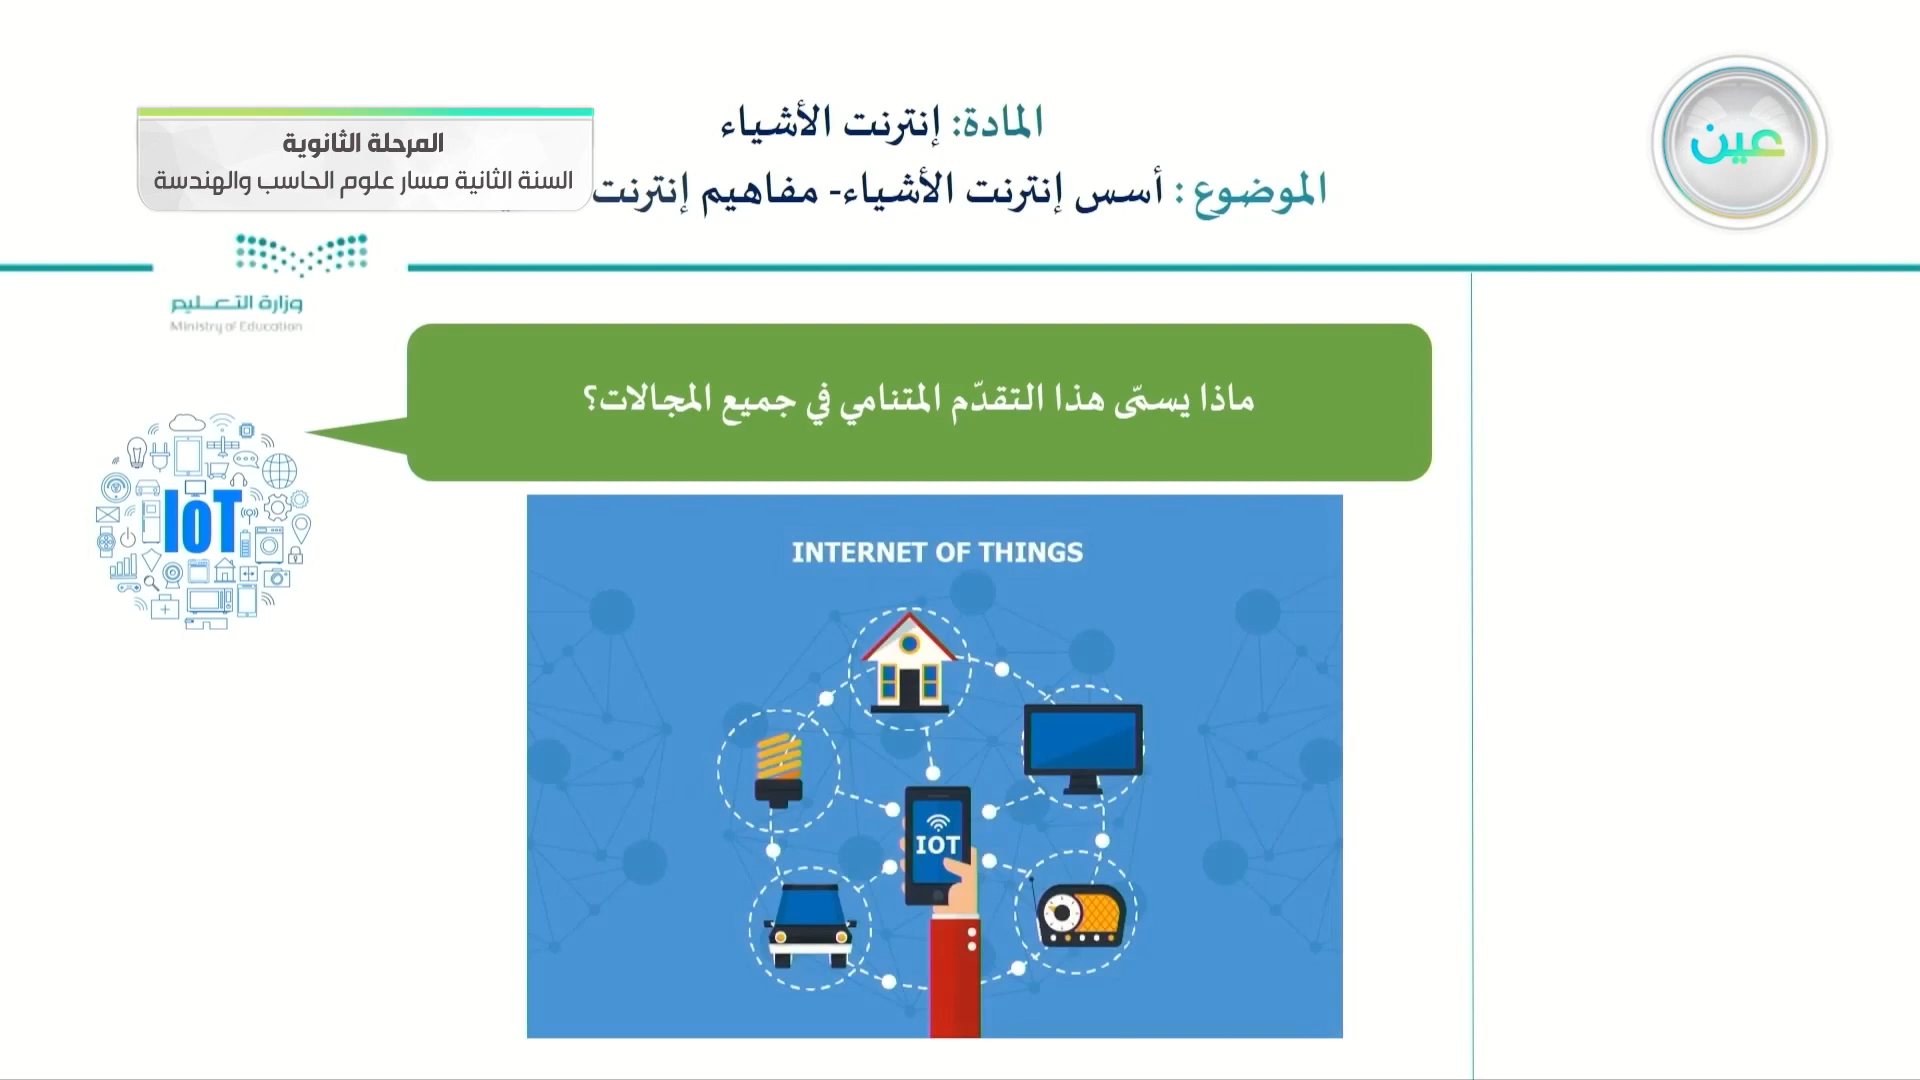 عين
المادة: إنترنت الأشياء
الموضوع : أسس إنترنت الأشياء- مفاهيم إنترنت
المرحلة الثانوية
السنة الثانية مسار علوم الحاسب والهندسة
وزارة التعليم
Ministry of Education
ماذا يسمّى هذا التقدّم المتنامي في جميع المجالات؟
IoT
INTERNET OF THINGS
IOT